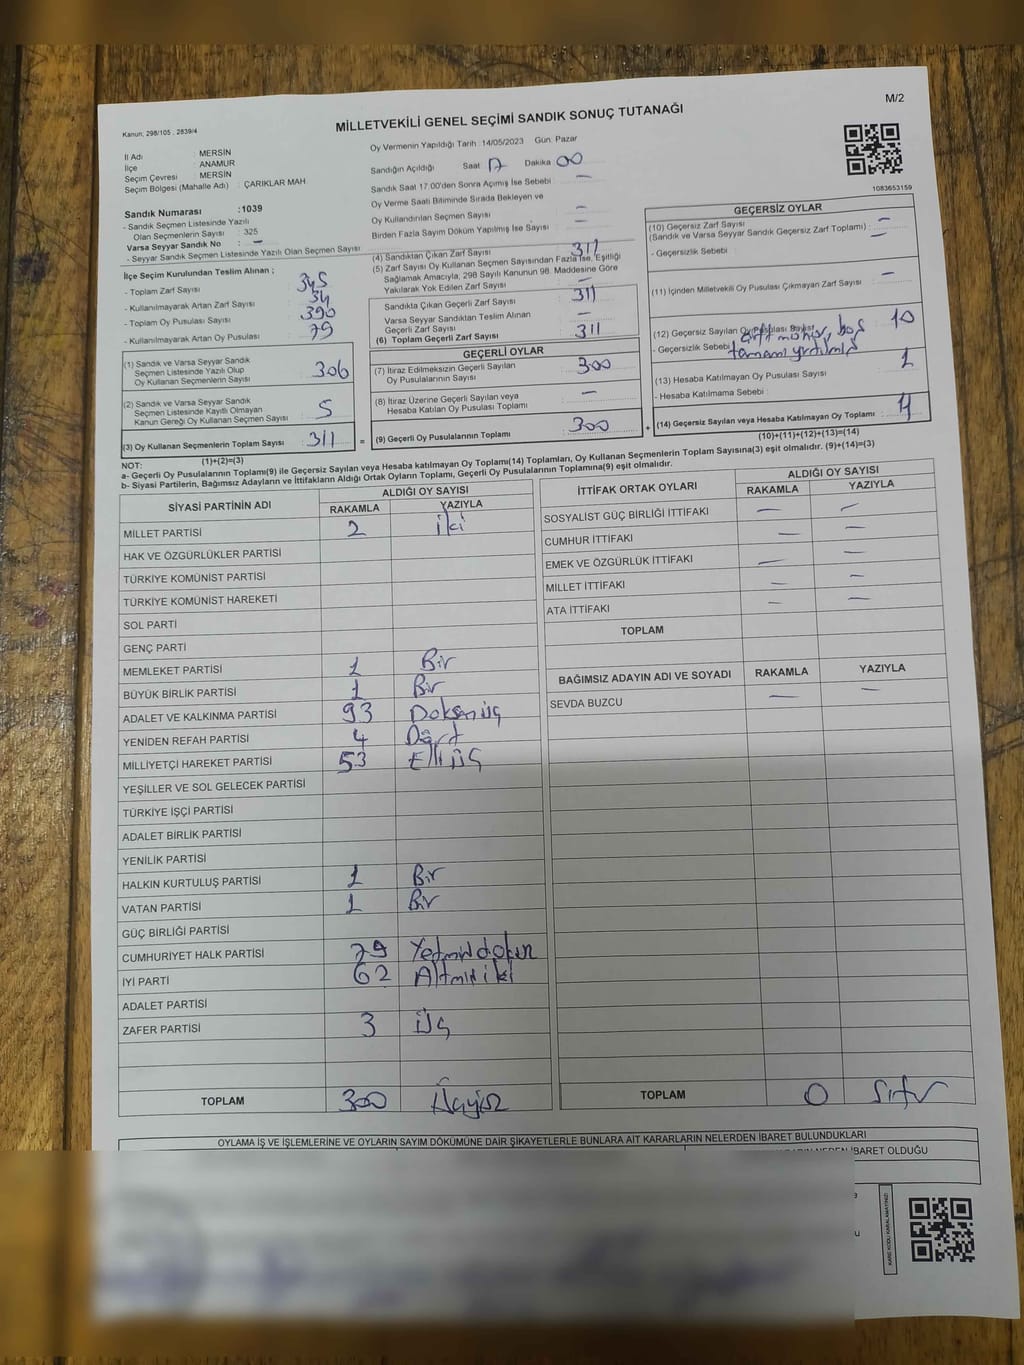 M/2
Kanun, 298/105, 2839/4
MİLLETVEKİLİ GENEL SEÇİMİ SANDIK SONUÇ TUTANAĞI
İl Adı : MERSİN
İlçe : ANAMUR
Seçim Çevresi : MERSİN
Seçim Bölgesi (Mahalle Adı) : ÇARIKLAR MAH
Sandık Numarası : 1039
- Sandık Seçmen Listesinde Yazılı
Olan Seçmenlerin Sayısı : 325
Varsa Seyyar Sandık No : –
- Seyyar Sandık Seçmen Listesinde Yazılı Olan Seçmen Sayısı
Oy Vermenin Yapıldığı Tarih :14/05/2023 Gün: Pazar
Sandığın Açıldığı Saat 17 Dakika 00
Sandık Saat 17:00'den Sonra Açımış İse Sebebi : –
Oy Verme Saati Bitiminde Sırada Bekleyen ve
Oy Kullandırılan Seçmen Sayısı : –
Birden Fazla Sayım Döküm Yapılmış İse Sayısı : –
1083653159
İlçe Seçim Kurulundan Teslim Alınan ;
- Toplam Zarf Sayısı : 345
- Kullanılmayarak Artan Zarf Sayısı : 34
- Toplam Oy Pusulası Sayısı : 390
- Kullanılmayarak Artan Oy Pusulası : 79
(1) Sandık ve Varsa Seyyar Sandık
Seçmen Listesinde Yazılı Olup
Oy Kullanan Seçmenlerin Sayısı : 306
(2) Sandık ve Varsa Seyyar Sandık
Seçmen Listesinde Kayıtlı Olmayan
Kanun Gereği Oy Kullanan Seçmen Sayısı : 5
(3) Oy Kullanan Seçmenlerin Toplam Sayısı : 311
(1)+(2)=(3)
(4) Sandıktan Çıkan Zarf Sayısı : 311
(5) Zarf Sayısı Oy Kullanan Seçmen Sayısından Fazla İse, Eşitliği
Sağlamak Amacıyla, 298 Sayılı Kanunun 98. Maddesine Göre
Yakılarak Yok Edilen Zarf Sayısı : –
Sandıkta Çıkan Geçerli Zarf Sayısı : 311
Varsa Seyyar Sandıktan Teslim Alınan
Geçerli Zarf Sayısı : –
(6) Toplam Geçerli Zarf Sayısı : 311
GEÇERLİ OYLAR
(7) İtiraz Edilmeksizin Geçerli Sayılan
Oy Pusulalarının Sayısı : 300
(8) İtiraz Üzerine Geçerli Sayılan veya
Hesaba Katılan Oy Pusulası Toplamı : –
= (9) Geçerli Oy Pusulalarının Toplamı : 300 +
GEÇERSİZ OYLAR
(10) Geçersiz Zarf Sayısı : –
(Sandık ve Varsa Seyyar Sandık Geçersiz Zarf Toplamı) : –
- Geçersizlik Sebebi :
(11) İçinden Milletvekili Oy Pusulası Çıkmayan Zarf Sayısı : –
(12) Geçersiz Sayılan Oy Pusulası Sayısı : 10
- Geçersizlik Sebebi : çift mühür, boş
tamamı yırtılmış
(13) Hesaba Katılmayan Oy Pusulası Sayısı : 1
- Hesaba Katılmama Sebebi :
(14) Geçersiz Sayılan veya Hesaba Katılmayan Oy Toplamı : 11
(10)+(11)+(12)+(13)=(14)
NOT:
a- Geçerli Oy Pusulalarının Toplamı(9) ile Geçersiz Sayılan veya Hesaba katılmayan Oy Toplamı(14) Toplamları, Oy Kullanan Seçmenlerin Toplam Sayısına(3) eşit olmalıdır. (9)+(14)=(3)
b- Siyasi Partilerin, Bağımsız Adayların ve İttifakların Aldığı Ortak Oyların Toplamı, Geçerli Oy Pusulalarının Toplamına(9) eşit olmalıdır.
SİYASİ PARTİNİN ADI ALDIĞI OY SAYISI
RAKAMLA YAZIYLA
MİLLET PARTİSİ 2 iki
HAK VE ÖZGÜRLÜKLER PARTİSİ
TÜRKİYE KOMÜNİST PARTİSİ
TÜRKİYE KOMÜNİST HAREKETİ
SOL PARTİ
GENÇ PARTİ
MEMLEKET PARTİSİ 1 Bir
BÜYÜK BİRLİK PARTİSİ 1 Bir
ADALET VE KALKINMA PARTİSİ 93 Doksan üç
YENİDEN REFAH PARTİSİ 4 Dört
MİLLİYETÇİ HAREKET PARTİSİ 53 Elli üç
YEŞİLLER VE SOL GELECEK PARTİSİ
TÜRKİYE İŞÇİ PARTİSİ
ADALET BİRLİK PARTİSİ
YENİLİK PARTİSİ
HALKIN KURTULUŞ PARTİSİ 1 Bir
VATAN PARTİSİ 1 Bir
GÜÇ BİRLİĞİ PARTİSİ
CUMHURİYET HALK PARTİSİ 79 Yetmiş dokuz
İYİ PARTİ 62 Altmış iki
ADALET PARTİSİ
ZAFER PARTİSİ 3 üç
TOPLAM 300 üçyüz
İTTİFAK ORTAK OYLARI ALDIĞI OY SAYISI
RAKAMLA YAZIYLA
SOSYALİST GÜÇ BİRLİĞİ İTTİFAKI – –
CUMHUR İTTİFAKI – –
EMEK VE ÖZGÜRLÜK İTTİFAKI – –
MİLLET İTTİFAKI – –
ATA İTTİFAKI – –
TOPLAM
BAĞIMSIZ ADAYIN ADI VE SOYADI RAKAMLA YAZIYLA
SEVDA BUZCU – –
TOPLAM 0 Sıfır
OYLAMA İŞ VE İŞLEMLERİNE VE OYLARIN SAYIM DÖKÜMÜNE DAİR ŞİKAYETLERLE BUNLARA AİT KARARLARIN NELERDEN İBARET BULUNDUKLARI
İBARET OLDUĞU
KARE KODU KARALAMAYINIZ!